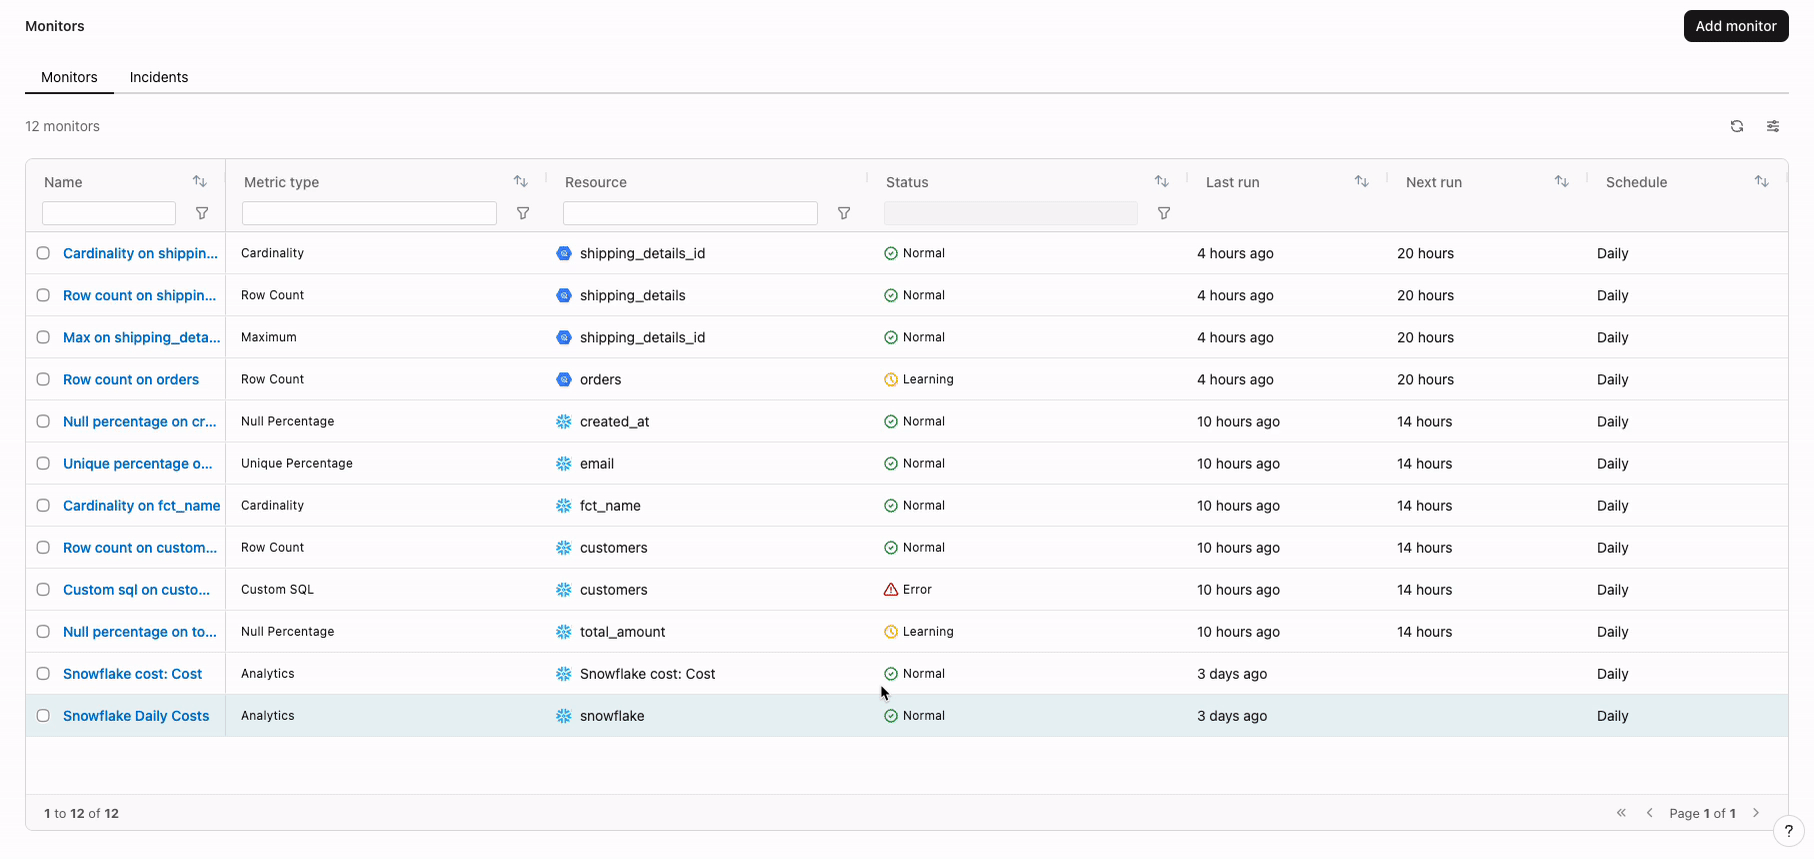 Monitors
Add monitor
Monitors Incidents
12 monitors
Name Metric type Resource Status Last run Next run Schedule
Cardinality on shippin... Cardinality shipping_details_id Normal 4 hours ago 20 hours Daily
Row count on shippin... Row Count shipping_details Normal 4 hours ago 20 hours Daily
Max on shipping_deta... Maximum shipping_details_id Normal 4 hours ago 20 hours Daily
Row count on orders Row Count orders Learning 4 hours ago 20 hours Daily
Null percentage on cr... Null Percentage created_at Normal 10 hours ago 14 hours Daily
Unique percentage o... Unique Percentage email Normal 10 hours ago 14 hours Daily
Cardinality on fct_name Cardinality fct_name Normal 10 hours ago 14 hours Daily
Row count on custom... Row Count customers Normal 10 hours ago 14 hours Daily
Custom sql on custo... Custom SQL customers Error 10 hours ago 14 hours Daily
Null percentage on to... Null Percentage total_amount Learning 10 hours ago 14 hours Daily
Snowflake cost: Cost Analytics Snowflake cost: Cost Normal 3 days ago Daily
Snowflake Daily Costs Analytics snowflake Normal 3 days ago Daily
1 to 12 of 12 Page 1 of 1
?